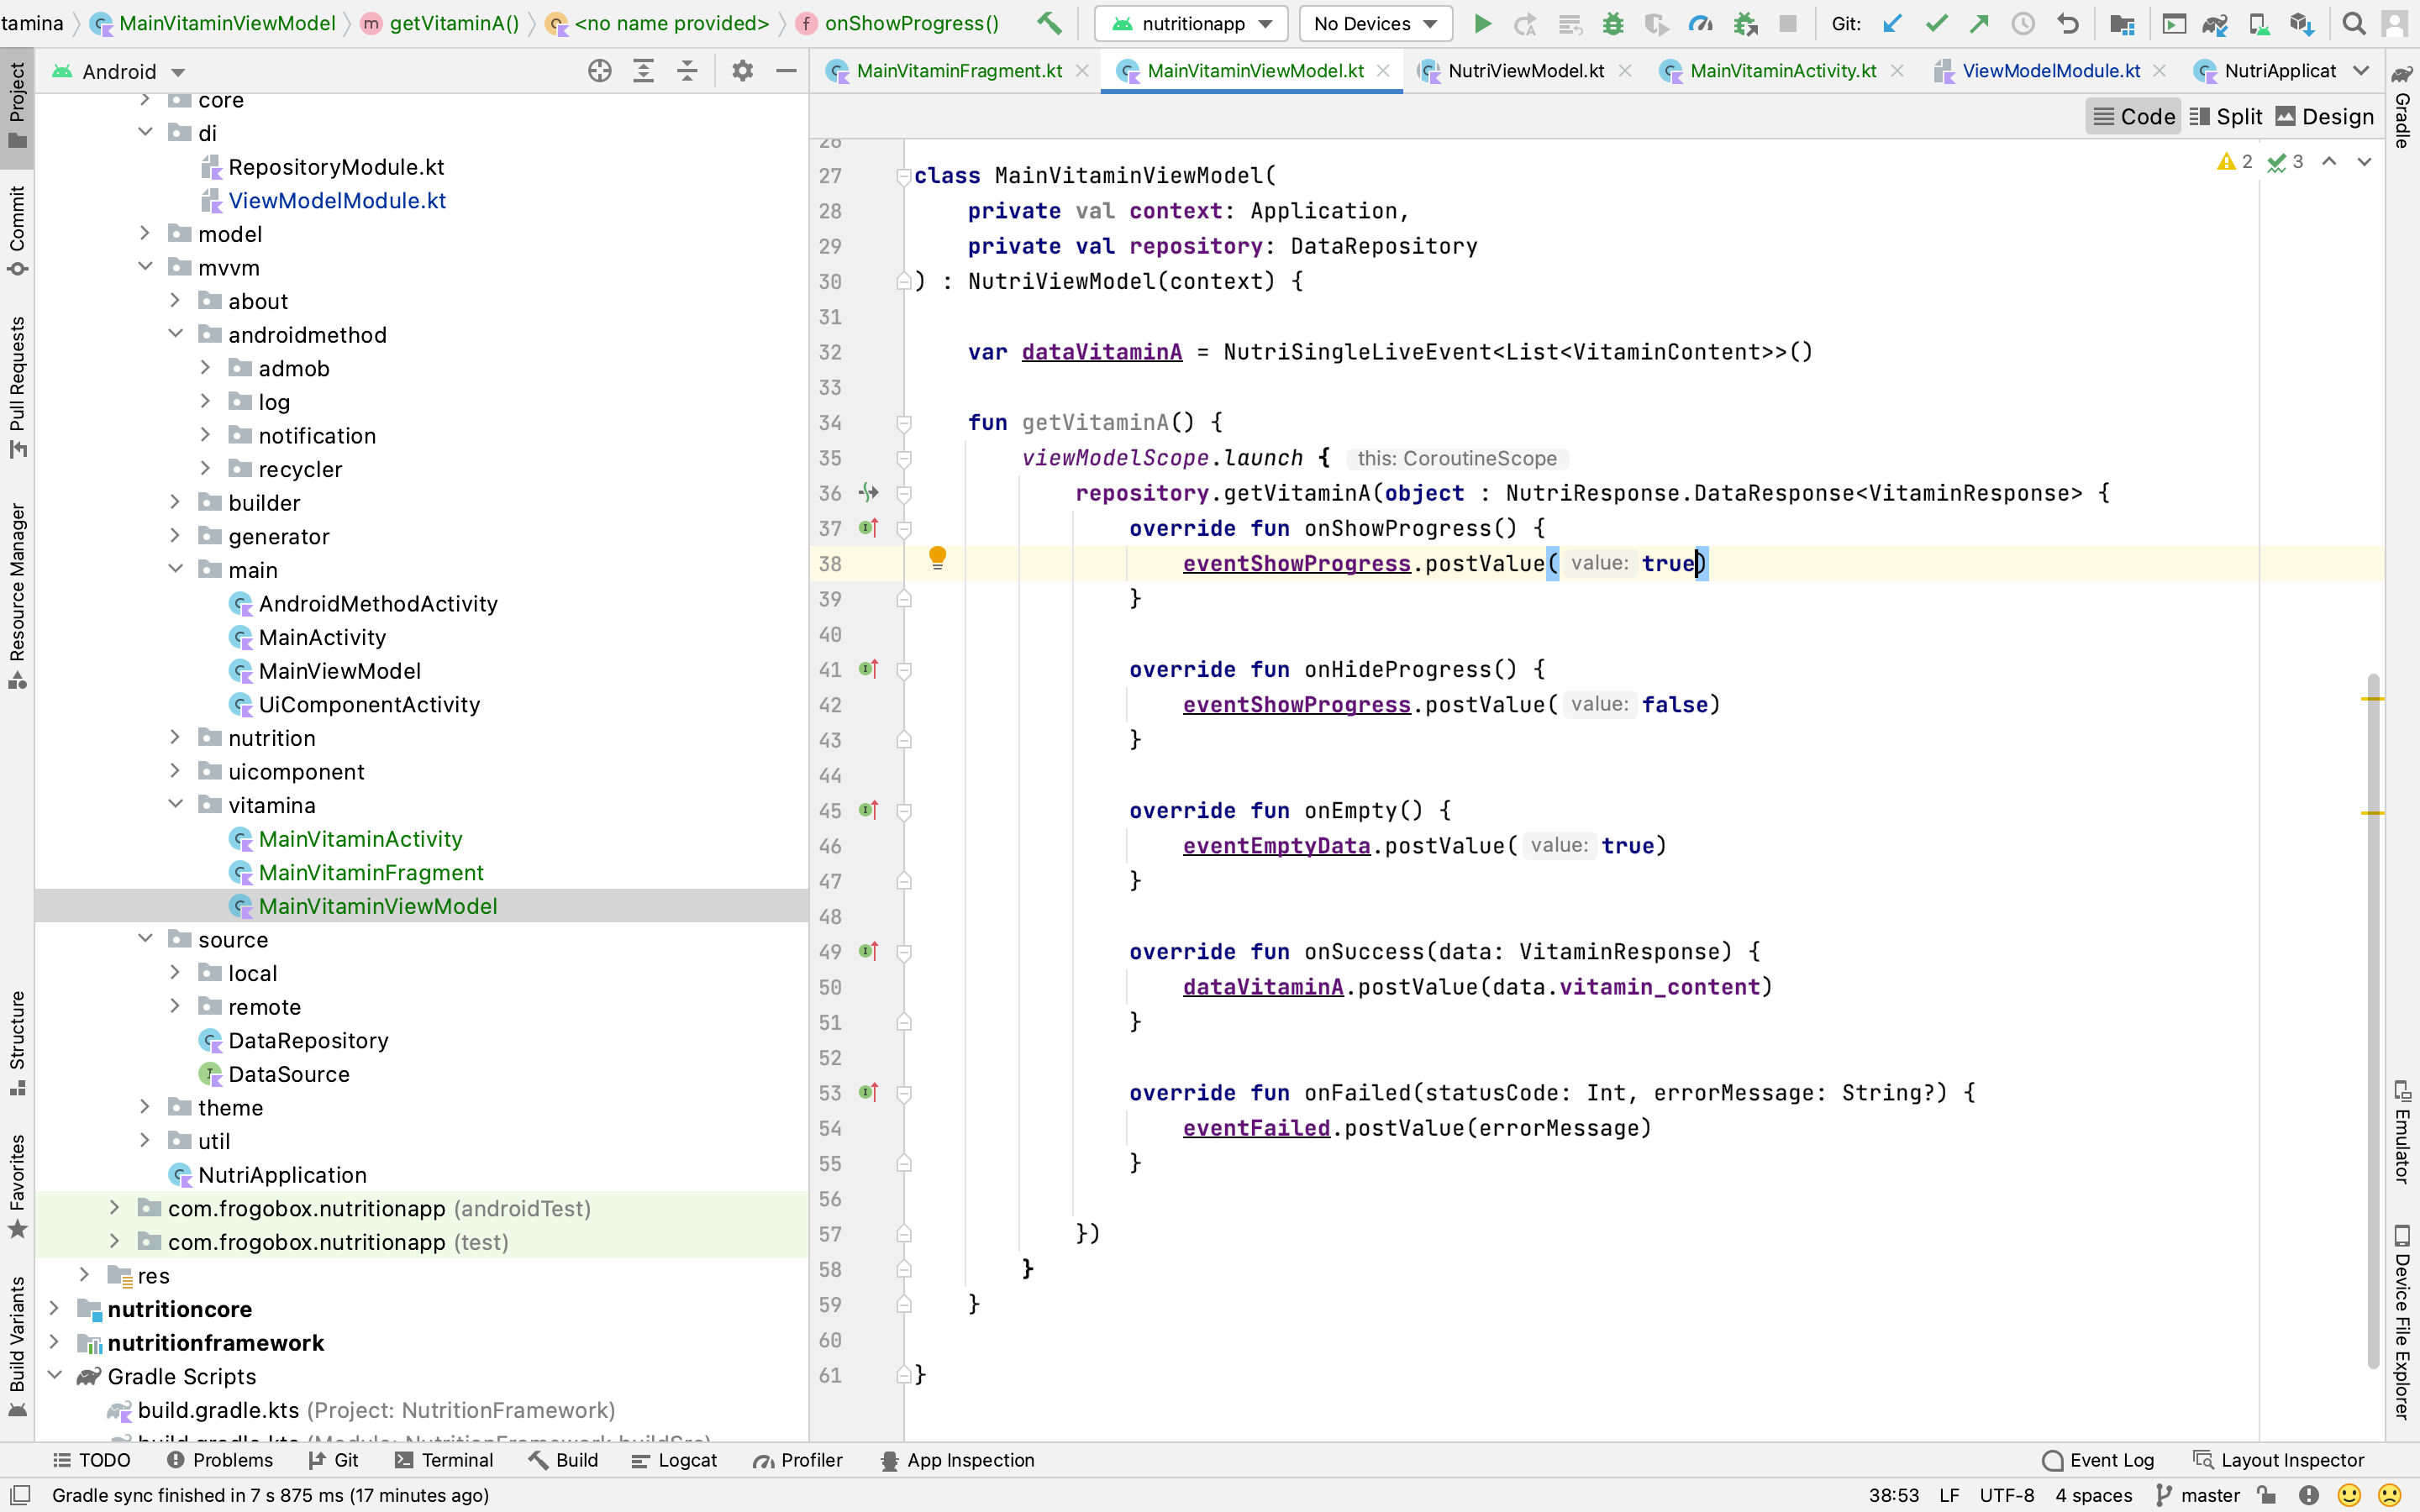 tamina
MainVitaminViewModel
getVitaminA()
<no name provided>
onShowProgress()
nutritionapp
No Devices
Git:
Android
MainVitaminFragment.kt
MainVitaminViewModel.kt
NutriViewModel.kt
MainVitaminActivity.kt
ViewModelModule.kt
NutriApplicat
Code
Split
Design
2
3
Project
Commit
Pull Requests
Resource Manager
Structure
Favorites
Build Variants
core
di
RepositoryModule.kt
ViewModelModule.kt
model
mvvm
about
androidmethod
admob
log
notification
recycler
builder
generator
main
AndroidMethodActivity
MainActivity
MainViewModel
UiComponentActivity
nutrition
uicomponent
vitamina
MainVitaminActivity
MainVitaminFragment
MainVitaminViewModel
source
local
remote
DataRepository
DataSource
theme
util
NutriApplication
com.frogobox.nutritionapp (androidTest)
com.frogobox.nutritionapp (test)
res
nutritioncore
nutritionframework
Gradle Scripts
build.gradle.kts (Project: NutritionFramework)
build.gradle.kts (Module: NutritionFramework.buildSrc)
26
27 class MainVitaminViewModel(
28 private val context: Application,
29 private val repository: DataRepository
30 ) : NutriViewModel(context) {
31
32 var dataVitaminA = NutriSingleLiveEvent<List<VitaminContent>>()
33
34 fun getVitaminA() {
35 viewModelScope.launch { this: CoroutineScope
36 repository.getVitaminA(object : NutriResponse.DataResponse<VitaminResponse> {
37 override fun onShowProgress() {
38 eventShowProgress.postValue( value: true)
39 }
40
41 override fun onHideProgress() {
42 eventShowProgress.postValue( value: false)
43 }
44
45 override fun onEmpty() {
46 eventEmptyData.postValue( value: true)
47 }
48
49 override fun onSuccess(data: VitaminResponse) {
50 dataVitaminA.postValue(data.vitamin_content)
51 }
52
53 override fun onFailed(statusCode: Int, errorMessage: String?) {
54 eventFailed.postValue(errorMessage)
55 }
56
57 })
58 }
59 }
60
61 }
Gradle
Emulator
Device File Explorer
TODO
Problems
Git
Terminal
Build
Logcat
Profiler
App Inspection
Event Log
Layout Inspector
Gradle sync finished in 7 s 875 ms (17 minutes ago)
38:53
LF
UTF-8
4 spaces
master